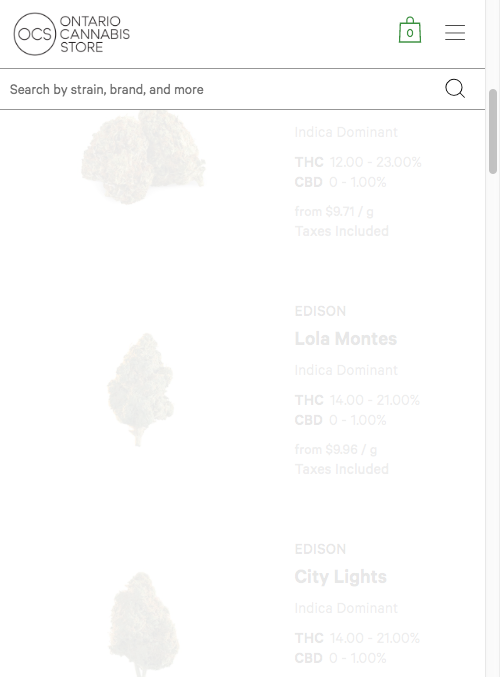 OCS
ONTARIO
CANNABIS
STORE
0
Search by strain, brand, and more
Indica Dominant
THC 12.00 - 23.00%
CBD 0 - 1.00%
from $9.71 / g
Taxes Included
EDISON
Lola Montes
Indica Dominant
THC 14.00 - 21.00%
CBD 0 - 1.00%
from $9.96 / g
Taxes Included
EDISON
City Lights
Indica Dominant
THC 14.00 - 21.00%
CBD 0 - 1.00%